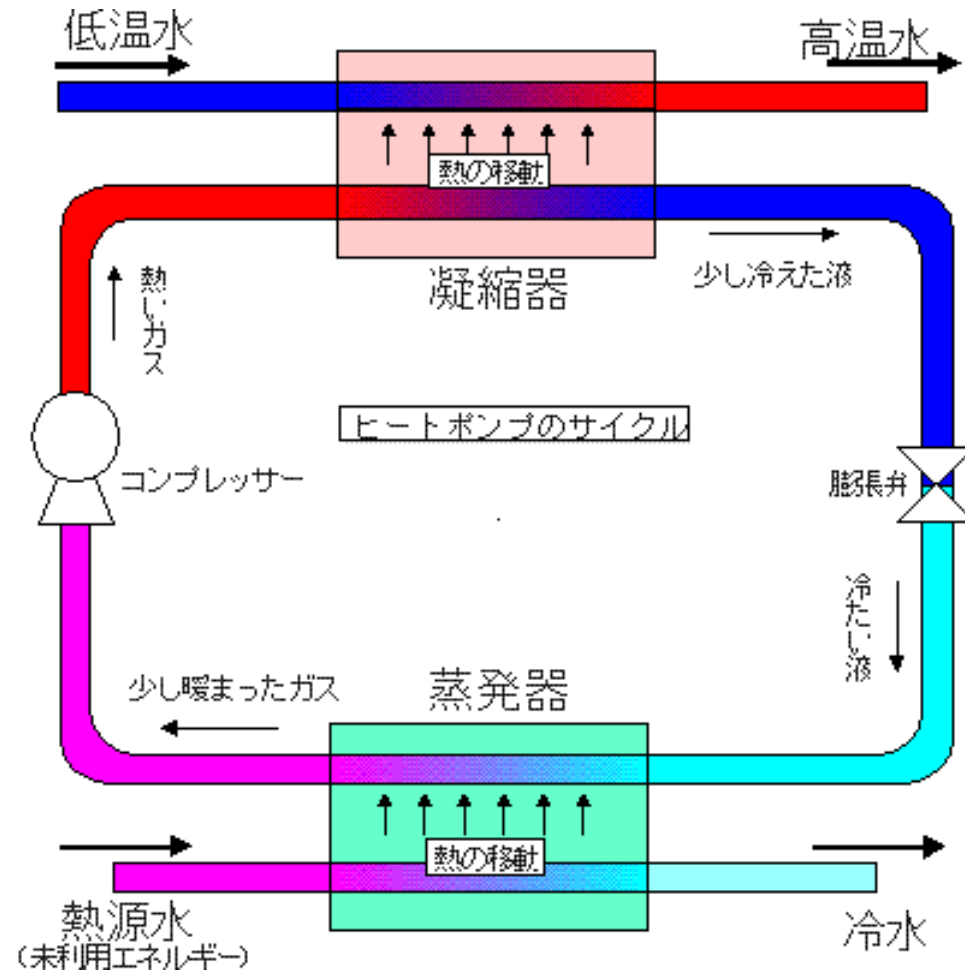 低温水
高温水
熱の移動
凝縮器
少し冷えた液
熱いガス
ヒートポンプのサイクル
コンプレッサー
膨張弁
冷たい液
蒸発器
少し暖まったガス
熱の移動
熱源水
(未利用エネルギー)
冷水